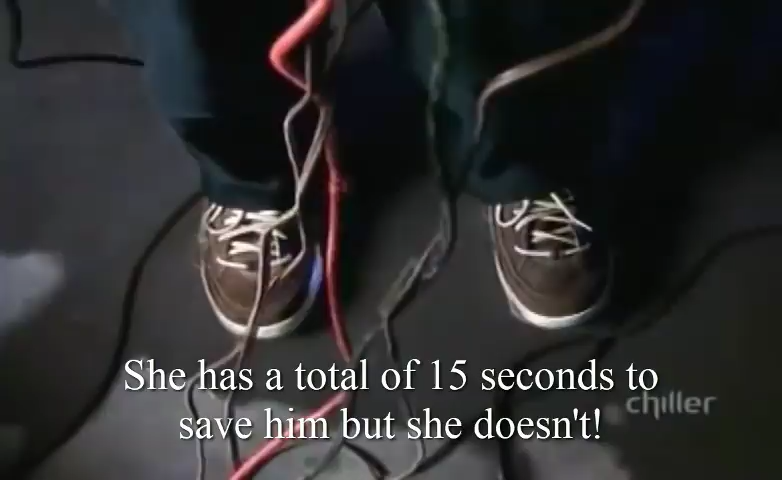 She has a total of 15 seconds to
save him but she doesn't!
chiller